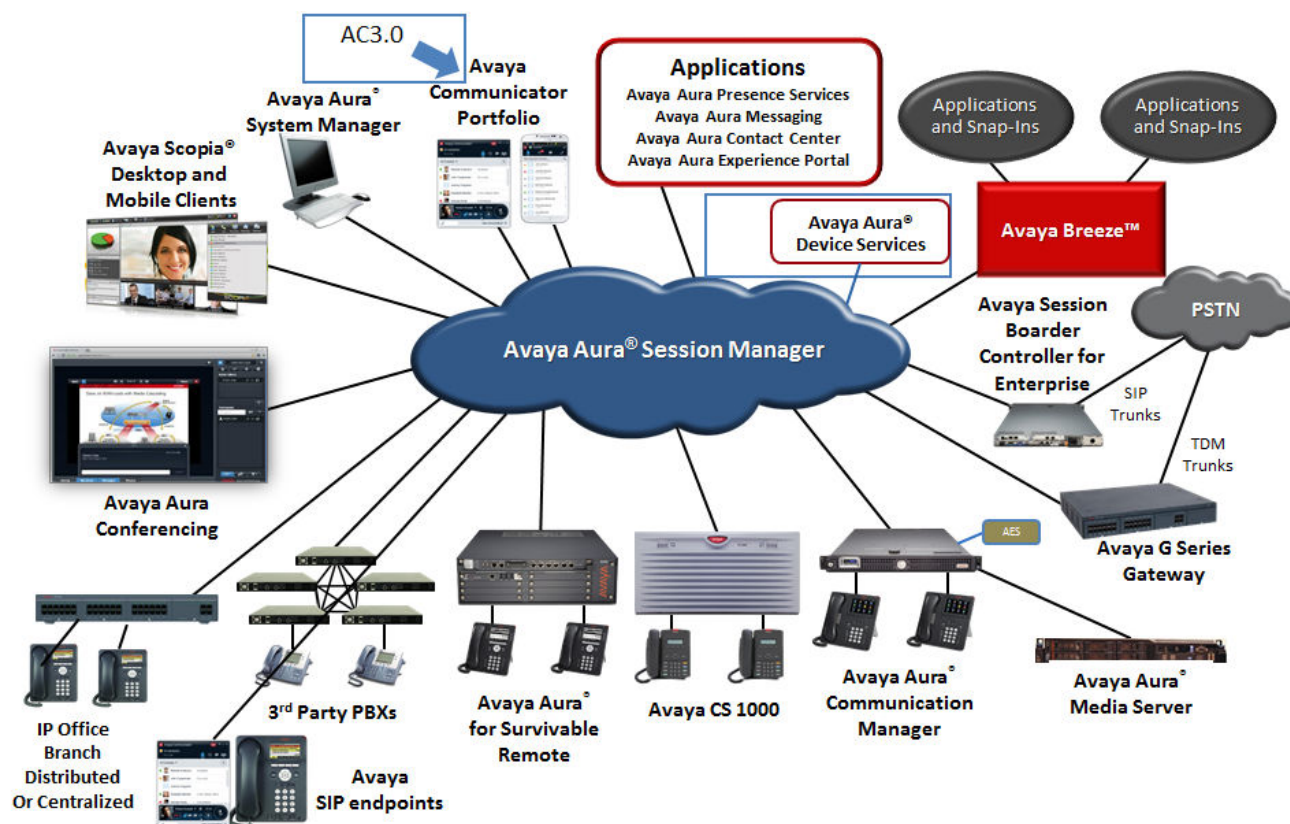 AC3.0
Avaya
Communicator
Portfolio
Avaya Aura®
System Manager
Avaya Scopia®
Desktop and
Mobile Clients
Applications
Avaya Aura Presence Services
Avaya Aura Messaging
Avaya Aura Contact Center
Avaya Aura Experience Portal
Applications
and Snap-Ins
Applications
and Snap-Ins
Avaya Aura®
Device Services
Avaya Breeze™
PSTN
Avaya Session
Boarder
Controller for
Enterprise
SIP
Trunks
TDM
Trunks
Avaya Aura® Session Manager
Avaya Aura
Conferencing
AES
Avaya G Series
Gateway
AVAYA
IP Office
Branch
Distributed
Or Centralized
3rd Party PBXs
Avaya
SIP endpoints
Avaya Aura®
for Survivable
Remote
Avaya CS 1000
Avaya Aura®
Communication
Manager
Avaya Aura®
Media Server